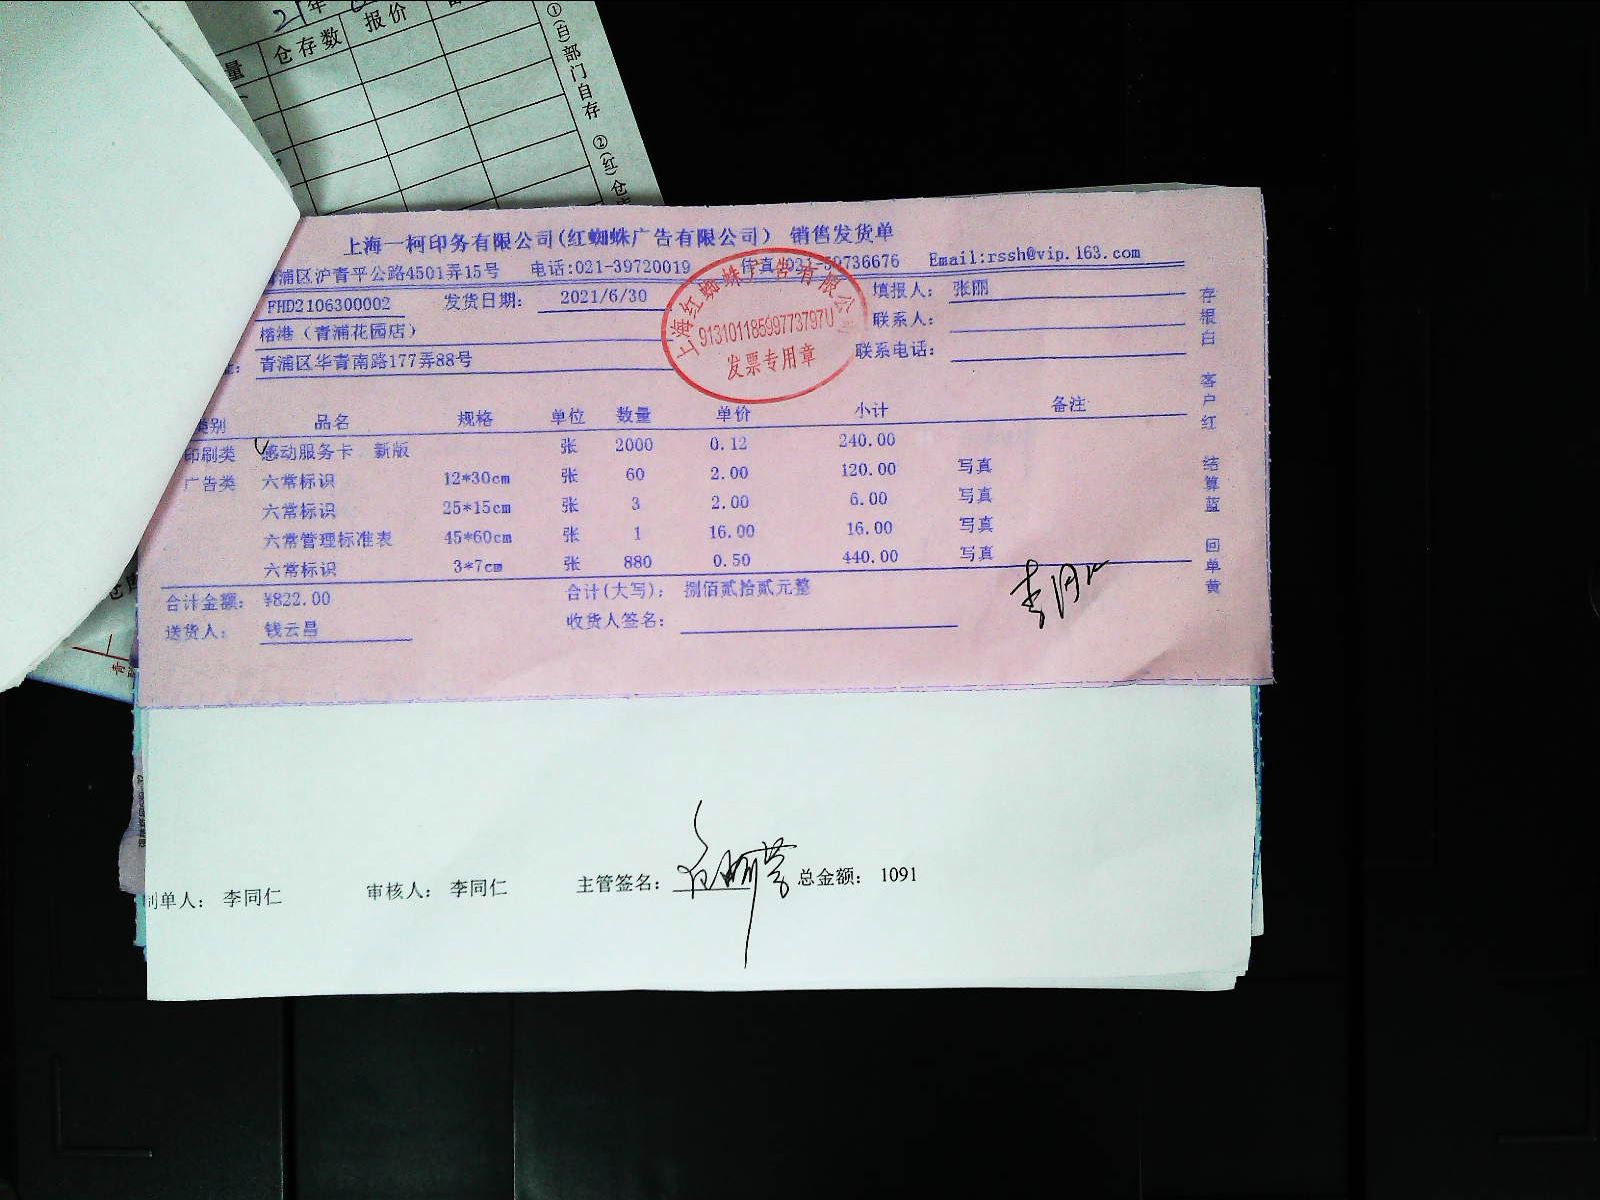 21年
量 仓存数 报价
①(白)部门自存 ②(红)仓
上海一柯印务有限公司(红蜘蛛广告有限公司) 销售发货单
青浦区沪青平公路4501弄15号 电话:021-39720019 传真:021-39736676 Email:rssh@vip.163.com
FHD2106300002 发货日期: 2021/6/30 填报人: 张丽
榕港(青浦花园店) 联系人:
址: 青浦区华青南路177弄88号 联系电话:
上海红蜘蛛广告有限公司
91310118599773797U
发票专用章
类别 品名 规格 单位 数量 单价 小计 备注
印刷类 感动服务卡 新版 张 2000 0.12 240.00
广告类 六常标识 12*30cm 张 60 2.00 120.00 写真
六常标识 25*15cm 张 3 2.00 6.00 写真
六常管理标准表 45*60cm 张 1 16.00 16.00 写真
六常标识 3*7cm 张 880 0.50 440.00 写真
合计金额: ¥822.00 合计(大写): 捌佰贰拾贰元整
送货人: 钱云昌 收货人签名:
存根白 客户红 结算蓝 回单黄
制单人: 李同仁 审核人: 李同仁 主管签名: 总金额: 1091